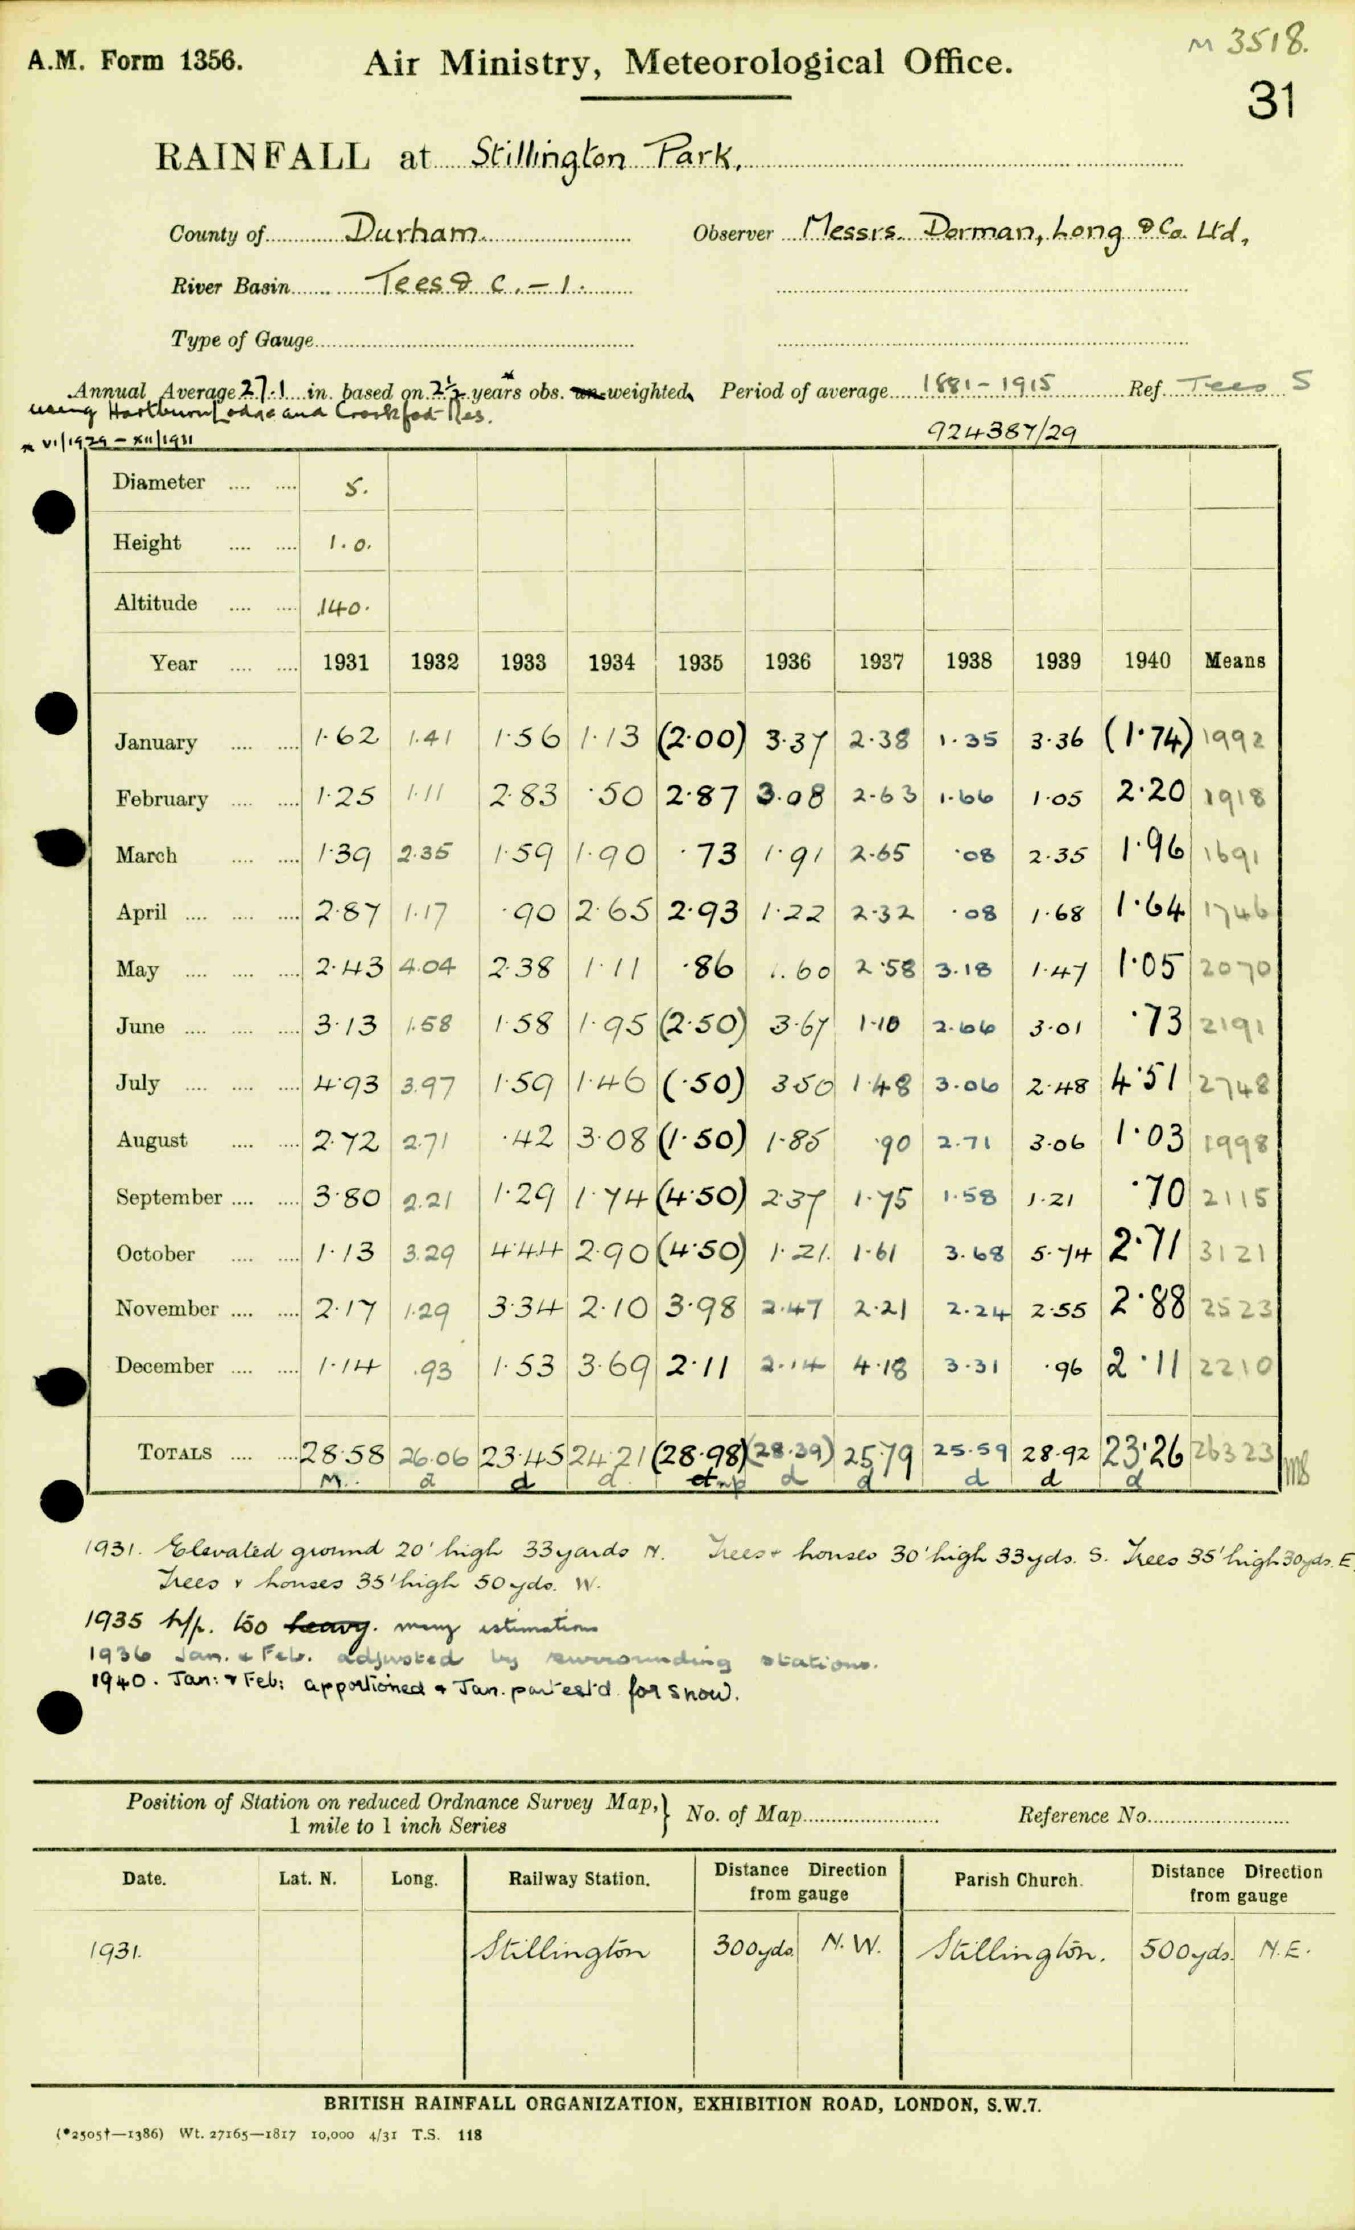 M 3518.
A.M. Form 1356. Air Ministry, Meteorological Office.
31
RAINFALL at Stillington Park,
County of Durham Observer Messrs. Dorman, Long & Co. Ltd,
River Basin Tees & C. - 1.
Type of Gauge
Annual Average 27.1 in. based on 2½ years* obs. un-weighted, Period of average 1881-1915 Ref. Tees 5
using Hartburn Lodge and Res.
* VI/1929 - XII/1931 924387/29
Diameter .... .... 5.
Height .... .... 1.0.
Altitude .... .... 140.
Year .... .... 1931 1932 1933 1934 1935 1936 1937 1938 1939 1940 Means
January .... .... 1.62 1.41 1.56 1.13 (2.00) 3.37 2.38 1.35 3.36 (1.74) 1992
February .... .... 1.25 1.11 2.83 .50 2.87 3.08 2.63 1.66 1.05 2.20 1918
March .... .... 1.39 2.35 1.59 1.90 .73 1.91 2.65 .08 2.35 1.96 1691
April .... .... .... 2.87 1.17 .90 2.65 2.93 1.22 2.32 .08 1.68 1.64 1746
May .... .... .... 2.43 4.04 2.38 1.11 .86 1.60 2.58 3.18 1.47 1.05 2070
June .... .... .... 3.13 1.58 1.58 1.95 (2.50) 3.67 1.10 2.66 3.01 .73 2191
July .... .... .... 4.93 3.97 1.59 1.46 (.50) 3.50 1.48 3.06 2.48 4.51 2748
August .... .... 2.72 2.71 .42 3.08 (1.50) 1.85 .90 2.71 3.06 1.03 1998
September .... .... 3.80 2.21 1.29 1.74 (4.50) 2.37 1.75 1.58 1.21 .70 2115
October .... .... 1.13 3.29 4.44 2.90 (4.50) 1.21 1.61 3.68 5.74 2.71 3121
November .... .... 2.17 1.29 3.34 2.10 3.98 2.47 2.21 2.24 2.55 2.88 2523
December .... .... 1.14 .93 1.53 3.69 2.11 2.14 4.18 3.31 .96 2.11 2210
TOTALS .... .... 28.58 26.06 23.45 24.21 (28.98) (28.39) 25.79 25.59 28.92 23.26 26323 MB
M. d d d d np d d d d d
1931. Elevated ground 20' high 33 yards N. Trees & houses 30' high 33 yds. S. Trees 35' high 30 yds. E.
Trees & houses 35' high 50 yds. W.
1935 n/p. too heavy. many estimations
1936 Jan. & Feb. adjusted by surrounding stations.
1940. Jan: & Feb: apportioned & Jan. part est'd for snow.
Position of Station on reduced Ordnance Survey Map, } No. of Map Reference No.
1 mile to 1 inch Series
Date. Lat. N. Long. Railway Station. Distance Direction from gauge Parish Church. Distance Direction from gauge
1931. Stillington 300 yds. N.W. Stillington. 500 yds. N.E.
BRITISH RAINFALL ORGANIZATION, EXHIBITION ROAD, LONDON, S.W.7.
(*2505†—1386) Wt. 27165—1817 10,000 4/31 T.S. 118